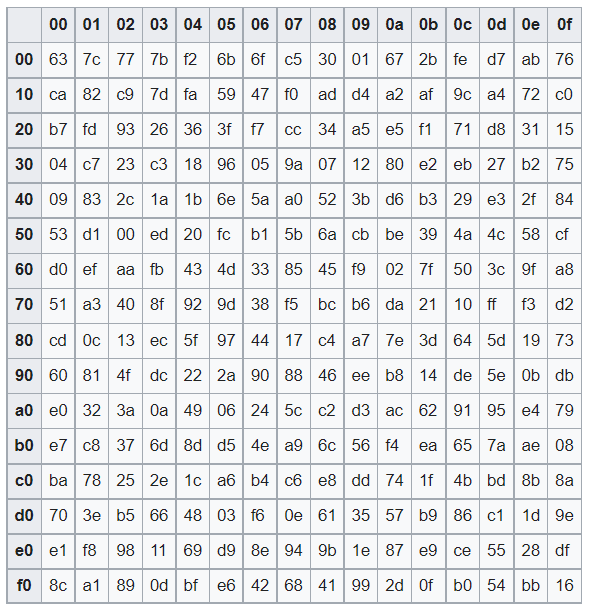 00 01 02 03 04 05 06 07 08 09 0a 0b 0c 0d 0e 0f
00 63 7c 77 7b f2 6b 6f c5 30 01 67 2b fe d7 ab 76
10 ca 82 c9 7d fa 59 47 f0 ad d4 a2 af 9c a4 72 c0
20 b7 fd 93 26 36 3f f7 cc 34 a5 e5 f1 71 d8 31 15
30 04 c7 23 c3 18 96 05 9a 07 12 80 e2 eb 27 b2 75
40 09 83 2c 1a 1b 6e 5a a0 52 3b d6 b3 29 e3 2f 84
50 53 d1 00 ed 20 fc b1 5b 6a cb be 39 4a 4c 58 cf
60 d0 ef aa fb 43 4d 33 85 45 f9 02 7f 50 3c 9f a8
70 51 a3 40 8f 92 9d 38 f5 bc b6 da 21 10 ff f3 d2
80 cd 0c 13 ec 5f 97 44 17 c4 a7 7e 3d 64 5d 19 73
90 60 81 4f dc 22 2a 90 88 46 ee b8 14 de 5e 0b db
a0 e0 32 3a 0a 49 06 24 5c c2 d3 ac 62 91 95 e4 79
b0 e7 c8 37 6d 8d d5 4e a9 6c 56 f4 ea 65 7a ae 08
c0 ba 78 25 2e 1c a6 b4 c6 e8 dd 74 1f 4b bd 8b 8a
d0 70 3e b5 66 48 03 f6 0e 61 35 57 b9 86 c1 1d 9e
e0 e1 f8 98 11 69 d9 8e 94 9b 1e 87 e9 ce 55 28 df
f0 8c a1 89 0d bf e6 42 68 41 99 2d 0f b0 54 bb 16